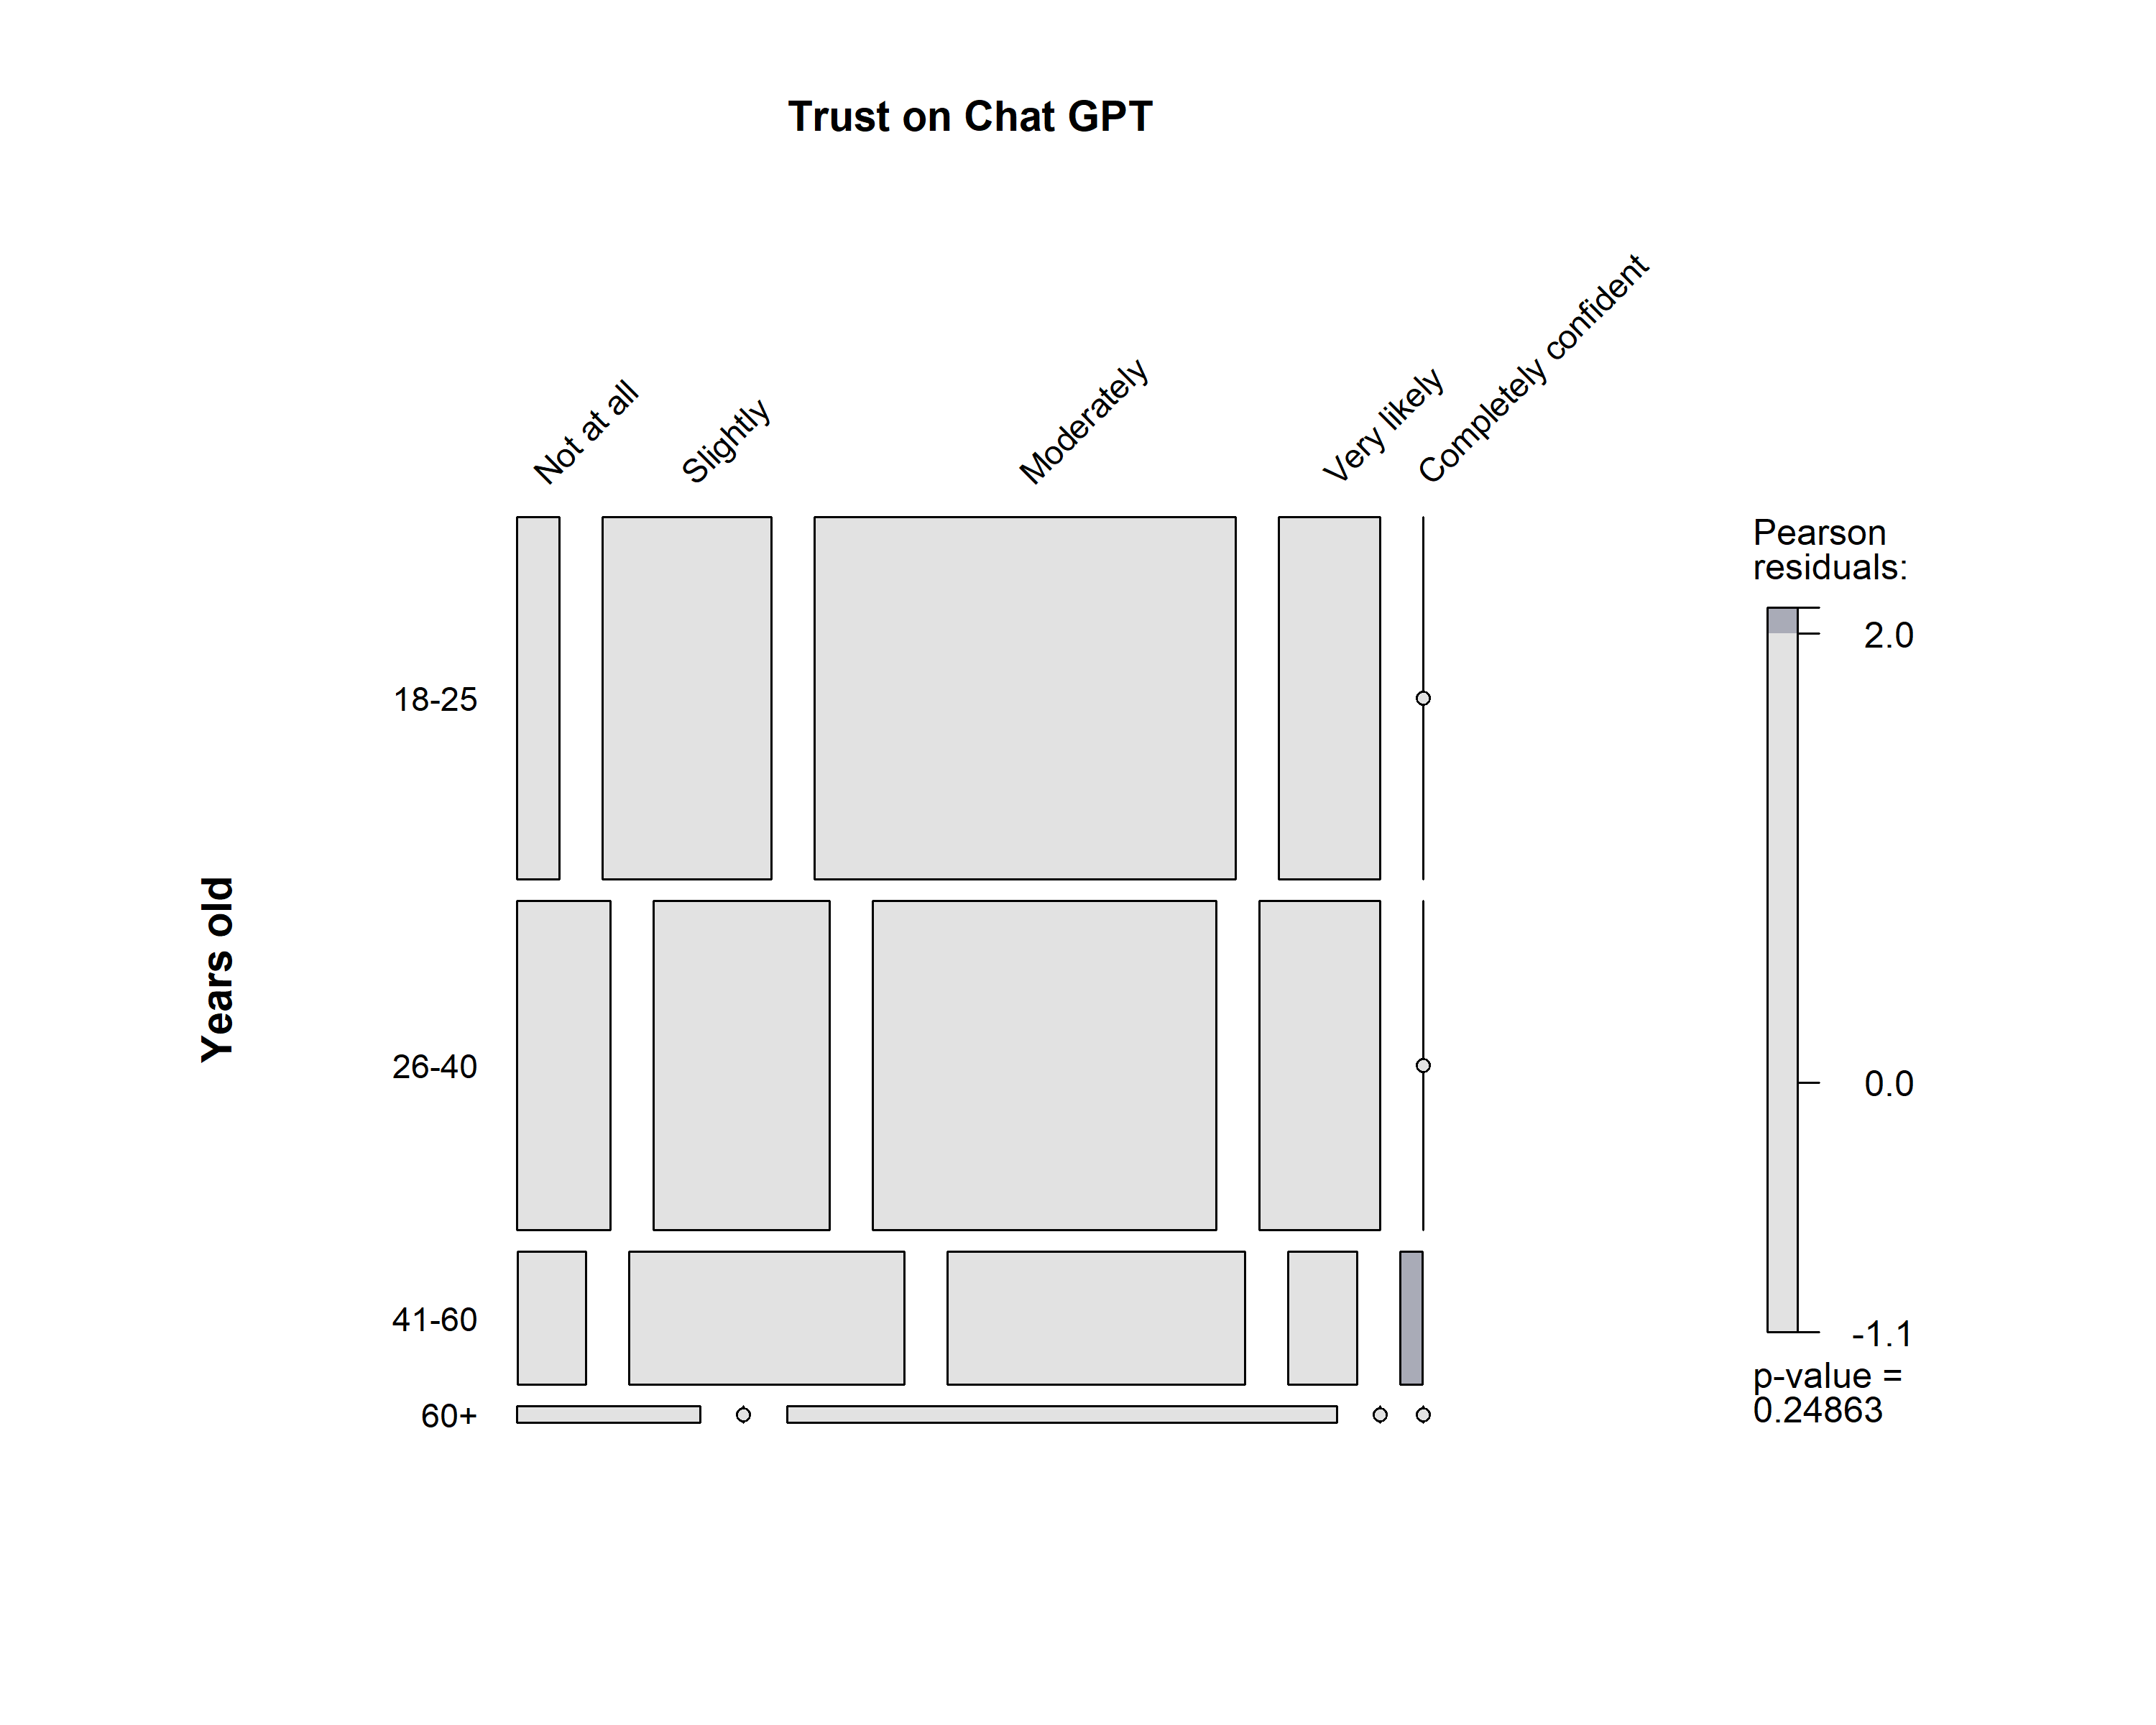 Trust on Chat GPT
Not at all
Slightly
Moderately
Very likely
Completely confident
Years old
18-25
26-40
41-60
60+
Pearson
residuals:
2.0
0.0
-1.1
p-value =
0.24863